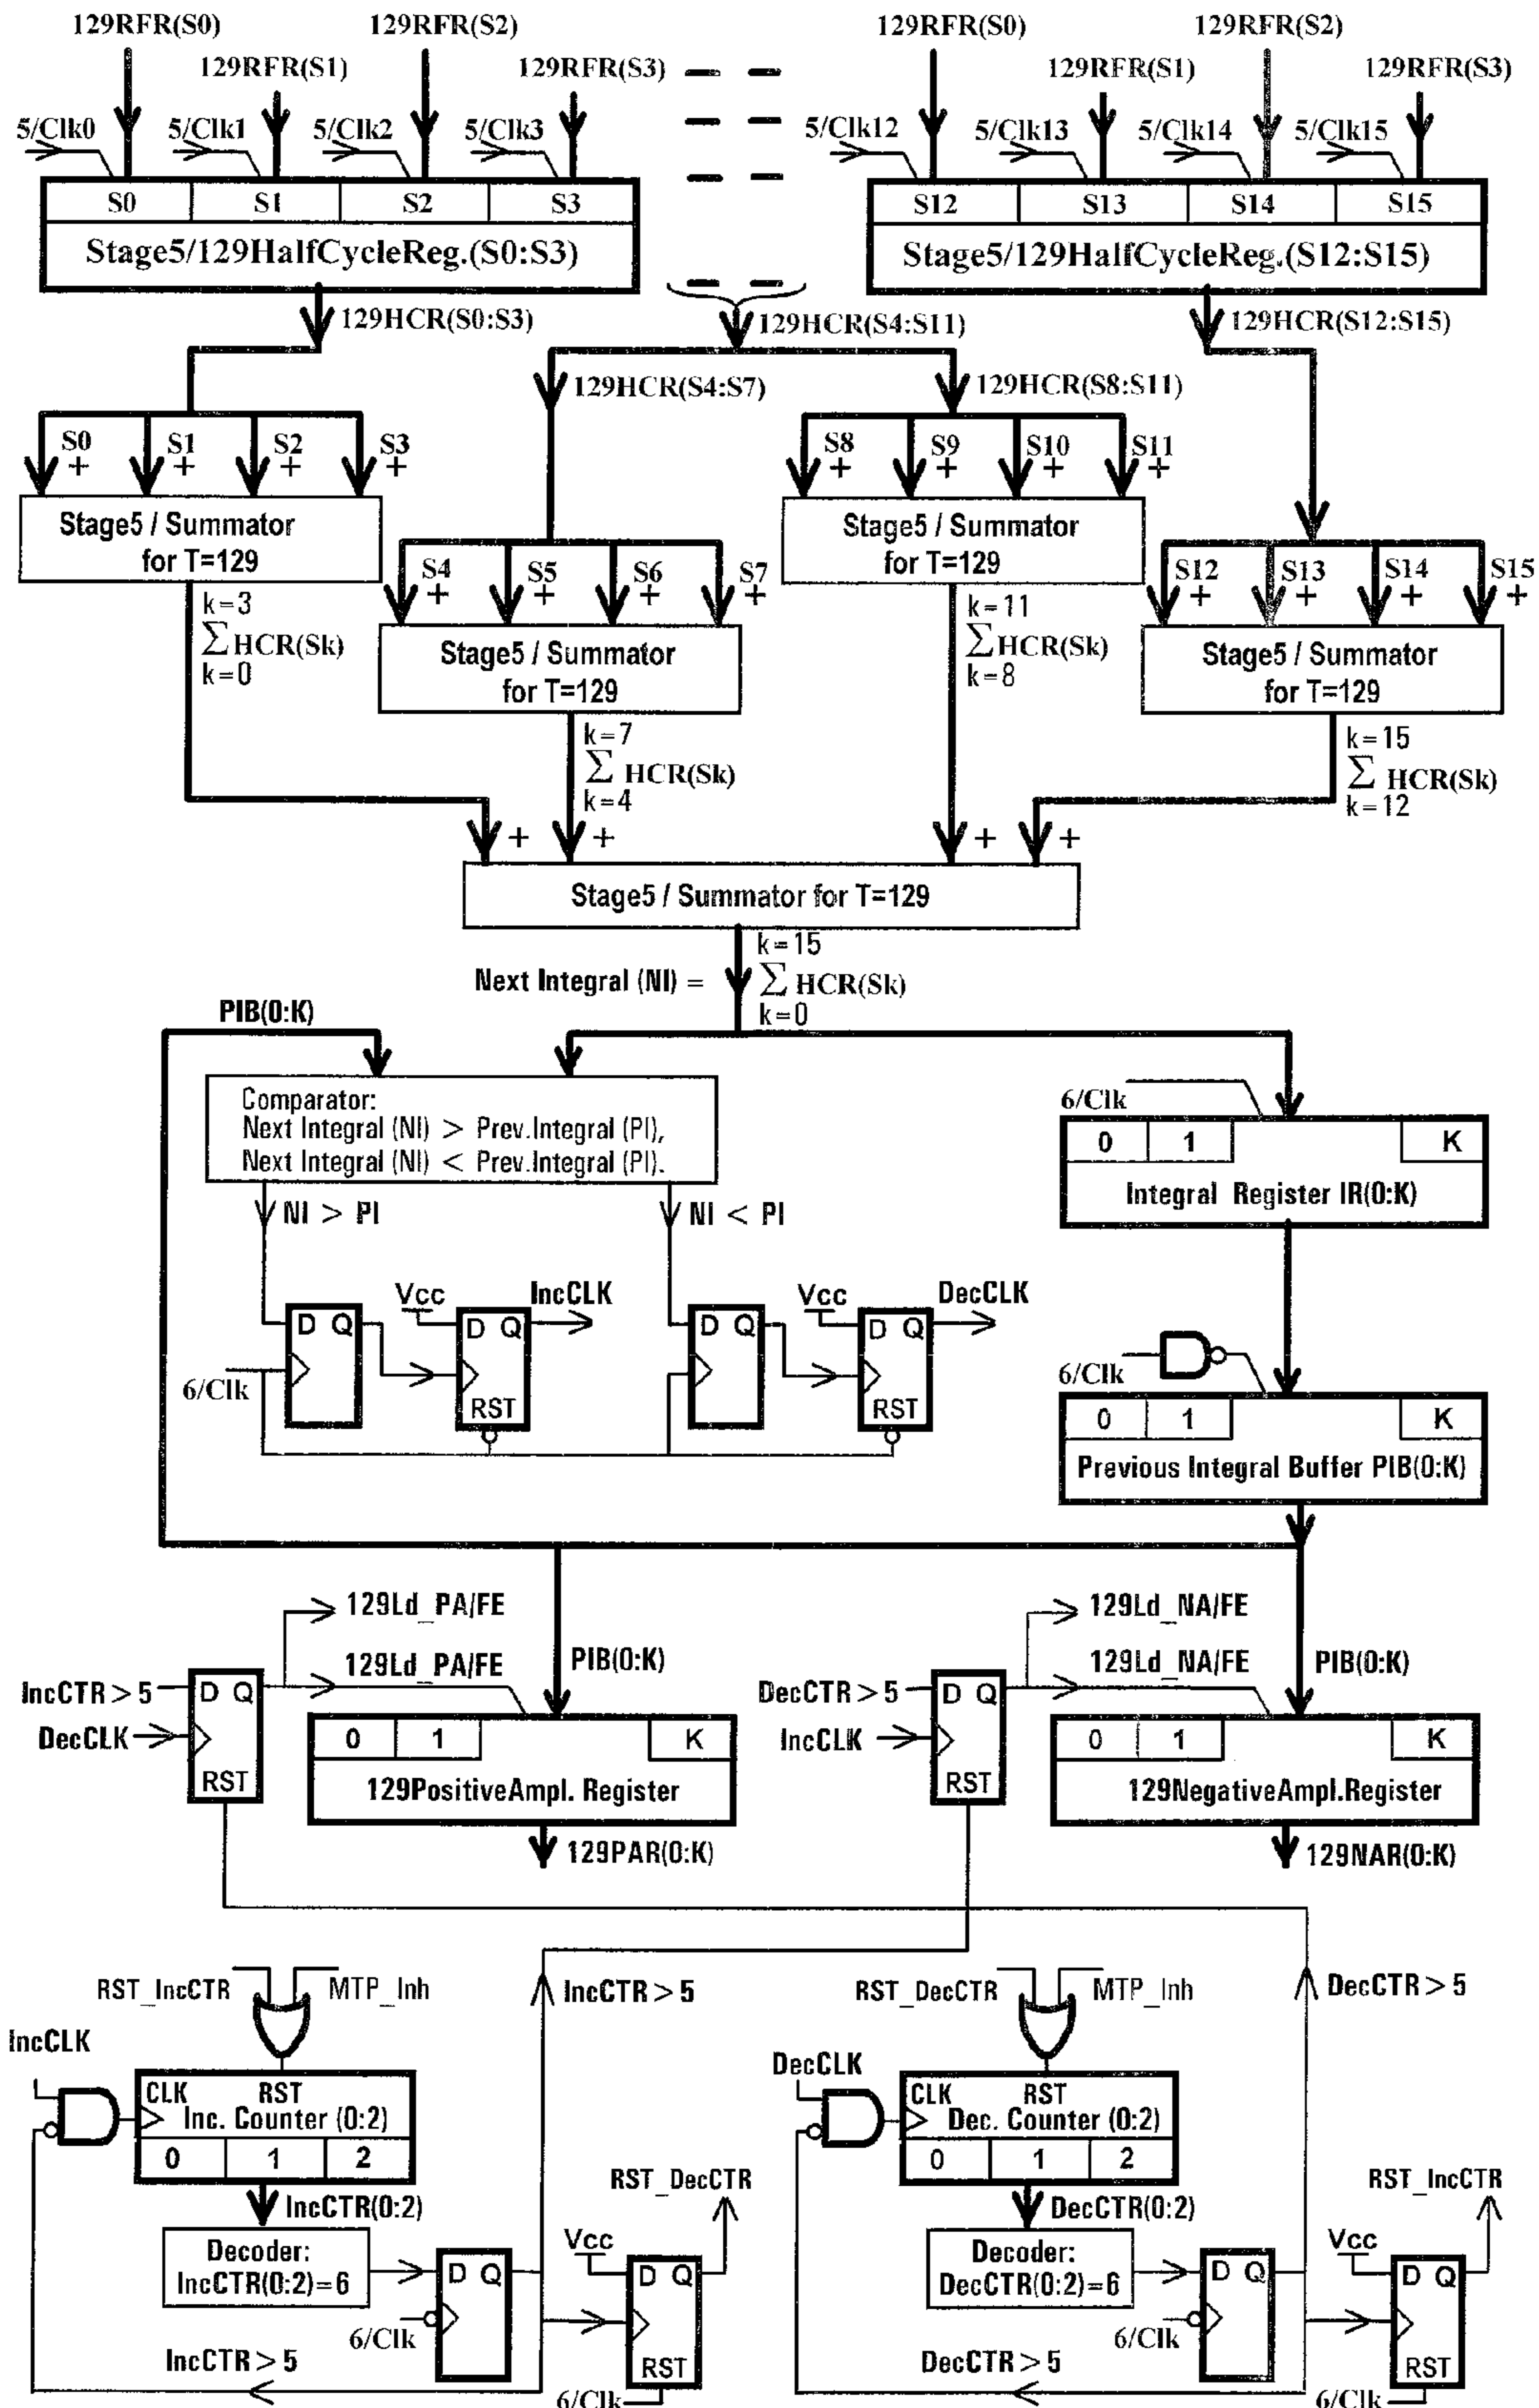 129RFR(S0)
129RFR(S2)
129RFR(S0)
129RFR(S2)
129RFR(S1)
129RFR(S3)
129RFR(S1)
129RFR(S3)
5/Clk0
5/Clk1
5/Clk2
5/Clk3
5/Clk12
5/Clk13
5/Clk14
5/Clk15
S0 S1 S2 S3
S12 S13 S14 S15
Stage5/129HalfCycleReg.(S0:S3)
Stage5/129HalfCycleReg.(S12:S15)
129HCR(S0:S3)
129HCR(S4:S11)
129HCR(S12:S15)
129HCR(S4:S7)
129HCR(S8:S11)
S0 S1 S2 S3
+ + + +
S8 S9 S10 S11
+ + + +
Stage5 / Summator
for T=129
Stage5 / Summator
for T=129
S4 S5 S6 S7
+ + + +
S12 S13 S14 S15
+ + + +
k=3
∑HCR(Sk)
k=0
Stage5 / Summator
for T=129
k=11
∑HCR(Sk)
k=8
Stage5 / Summator
for T=129
k=7
∑ HCR(Sk)
k=4
k=15
∑ HCR(Sk)
k=12
+ + + +
Stage5 / Summator for T=129
Next Integral (NI) =
k=15
∑ HCR(Sk)
k=0
PIB(0:K)
Comparator:
Next Integral (NI) > Prev.Integral (PI),
Next Integral (NI) < Prev.Integral (PI).
6/Clk
0 1 K
Integral Register IR(0:K)
NI > PI
NI < PI
Vcc
IncCLK
Vcc
DecCLK
D Q
D Q
D Q
D Q
6/Clk
RST
RST
6/Clk
0 1 K
Previous Integral Buffer PIB(0:K)
129Ld_PA/FE
129Ld_NA/FE
129Ld_PA/FE
PIB(0:K)
129Ld_NA/FE
PIB(0:K)
IncCTR > 5
D Q
DecCLK
RST
DecCTR > 5
D Q
IncCLK
RST
0 1 K
129PositiveAmpl. Register
0 1 K
129NegativeAmpl.Register
129PAR(0:K)
129NAR(0:K)
RST_IncCTR
MTP_Inh
IncCTR > 5
RST_DecCTR
MTP_Inh
DecCTR > 5
IncCLK
DecCLK
CLK RST
Inc. Counter (0:2)
0 1 2
CLK RST
Dec. Counter (0:2)
0 1 2
IncCTR(0:2)
RST_DecCTR
DecCTR(0:2)
RST_IncCTR
Decoder:
IncCTR(0:2)=6
D Q
Vcc
D Q
Decoder:
DecCTR(0:2)=6
D Q
Vcc
D Q
6/Clk
6/Clk
IncCTR > 5
RST
DecCTR > 5
RST
6/Clk
6/Clk